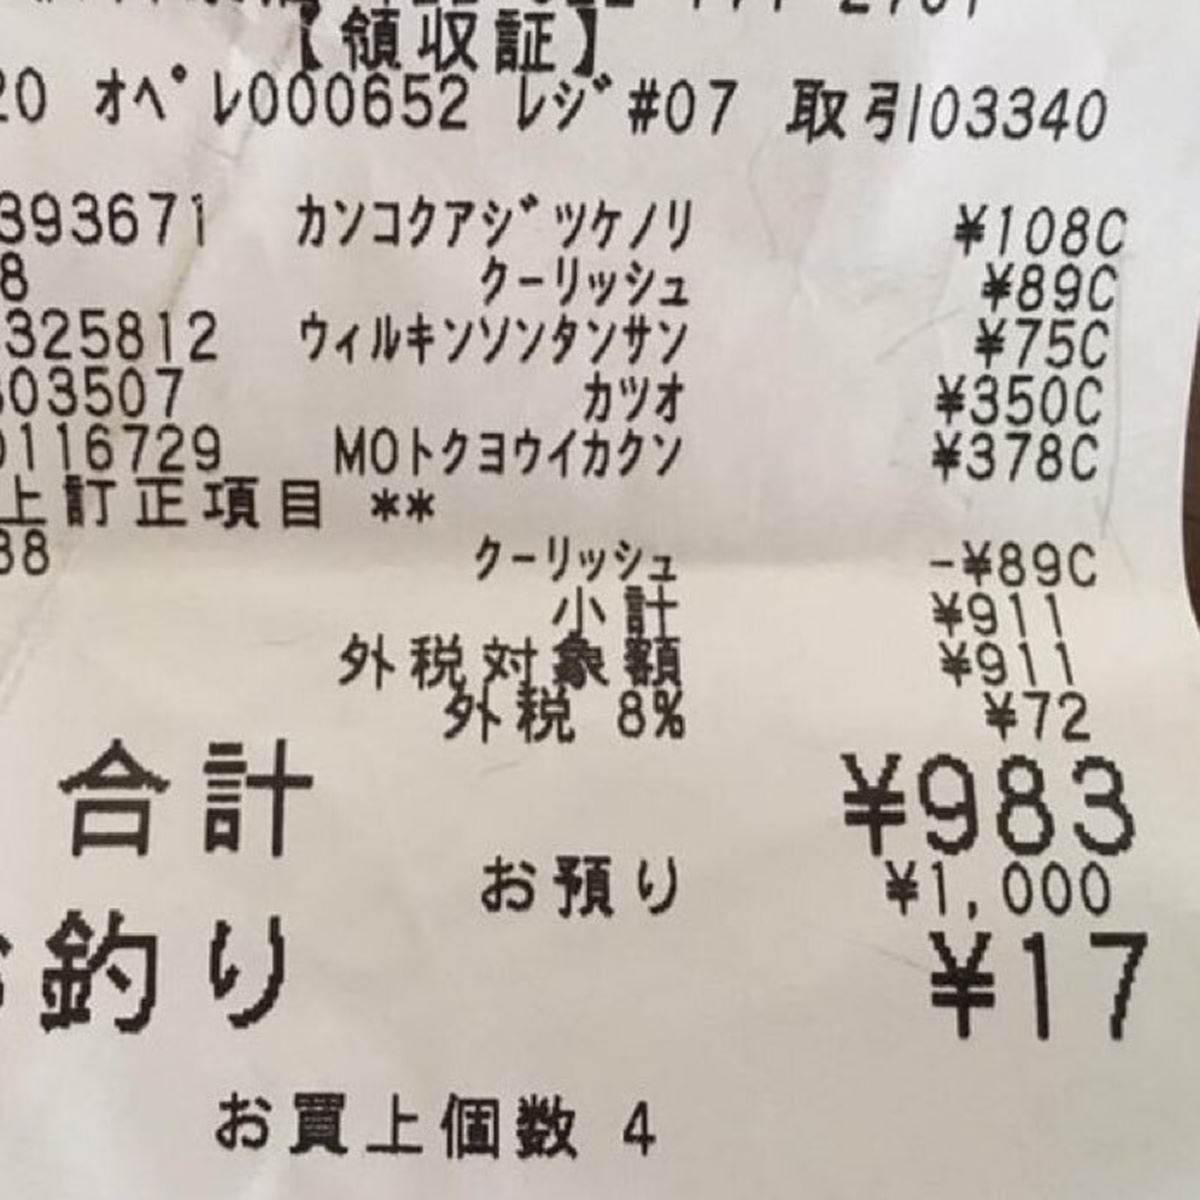 【領収証】
20 オペレ000652 レジ#07 取引103340
393671 カンコクアジツケノリ ¥108C
8 クーリッシュ ¥89C
325812 ウィルキンソンタンサン ¥75C
503507 カツオ ¥350C
0116729 MOトクヨウイカクン ¥378C
上訂正項目 **
38 クーリッシュ -¥89C
小計 ¥911
外税対象額 ¥911
外税 8% ¥72
合計 ¥983
お預り ¥1,000
お釣り ¥17
お買上個数 4